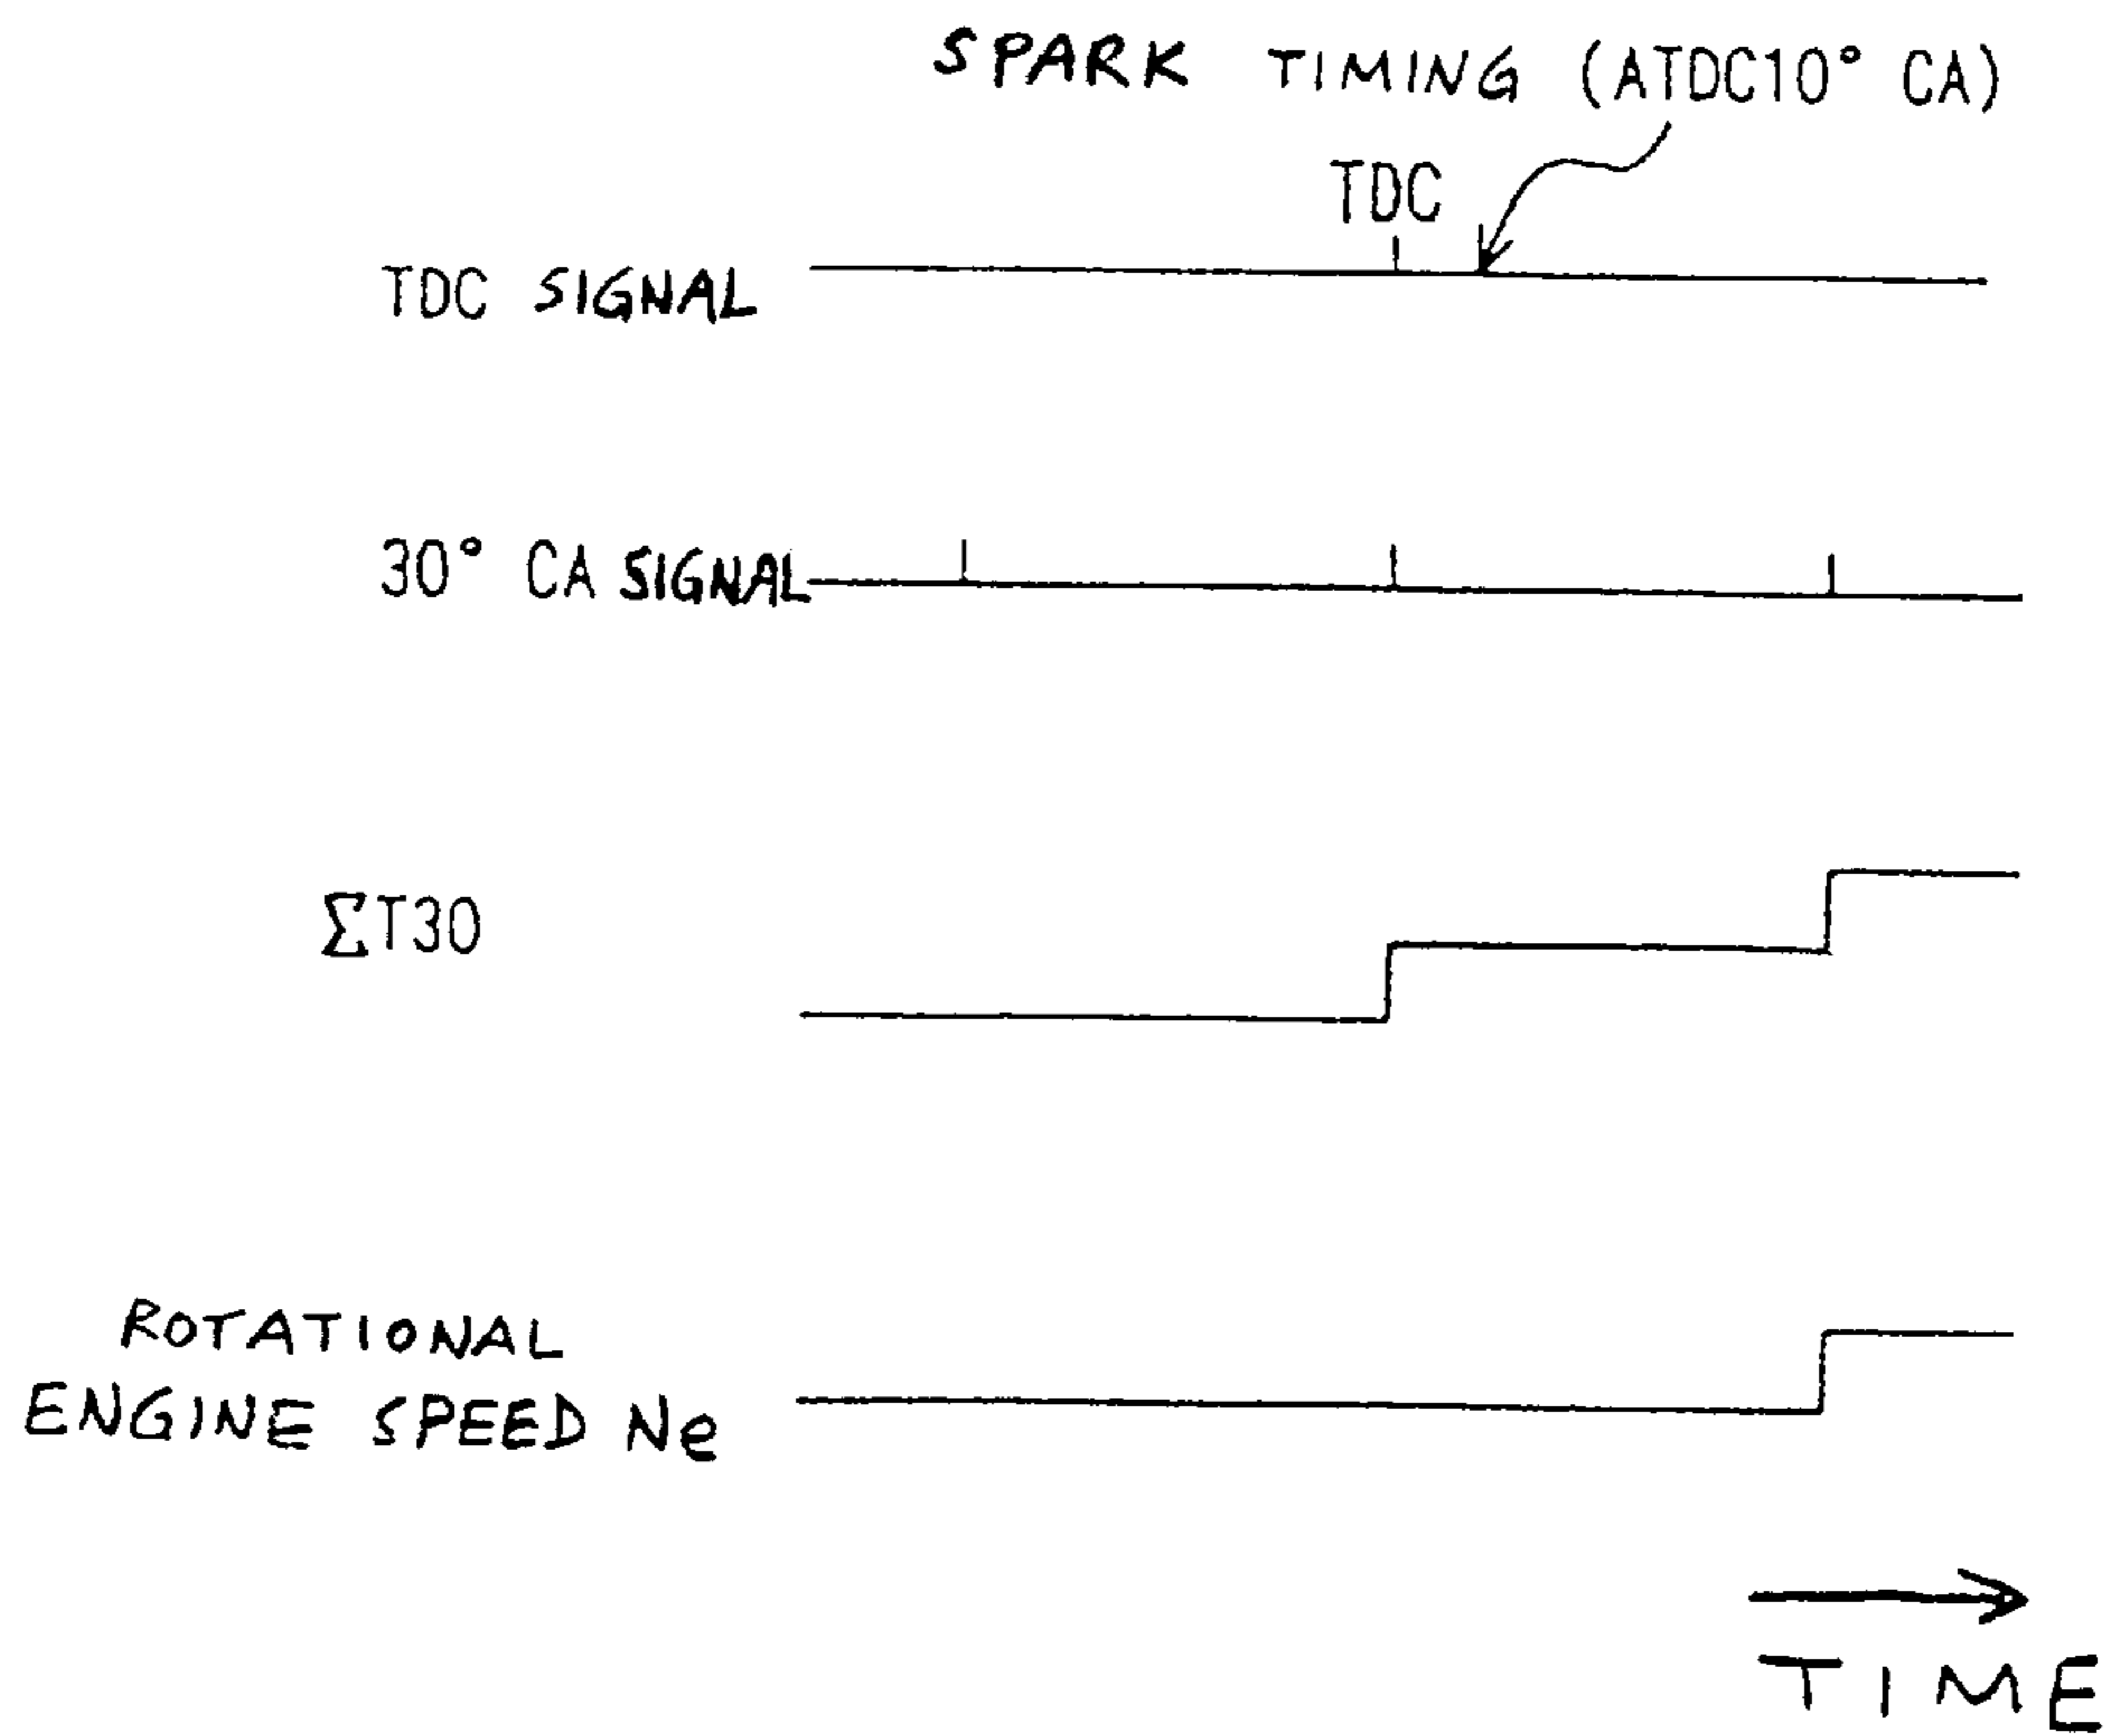 SPARK TIMING (ATDC10° CA)
TDC
TDC SIGNAL
30° CA SIGNAL
ΣT30
ROTATIONAL
ENGINE SPEED Ne
TIME